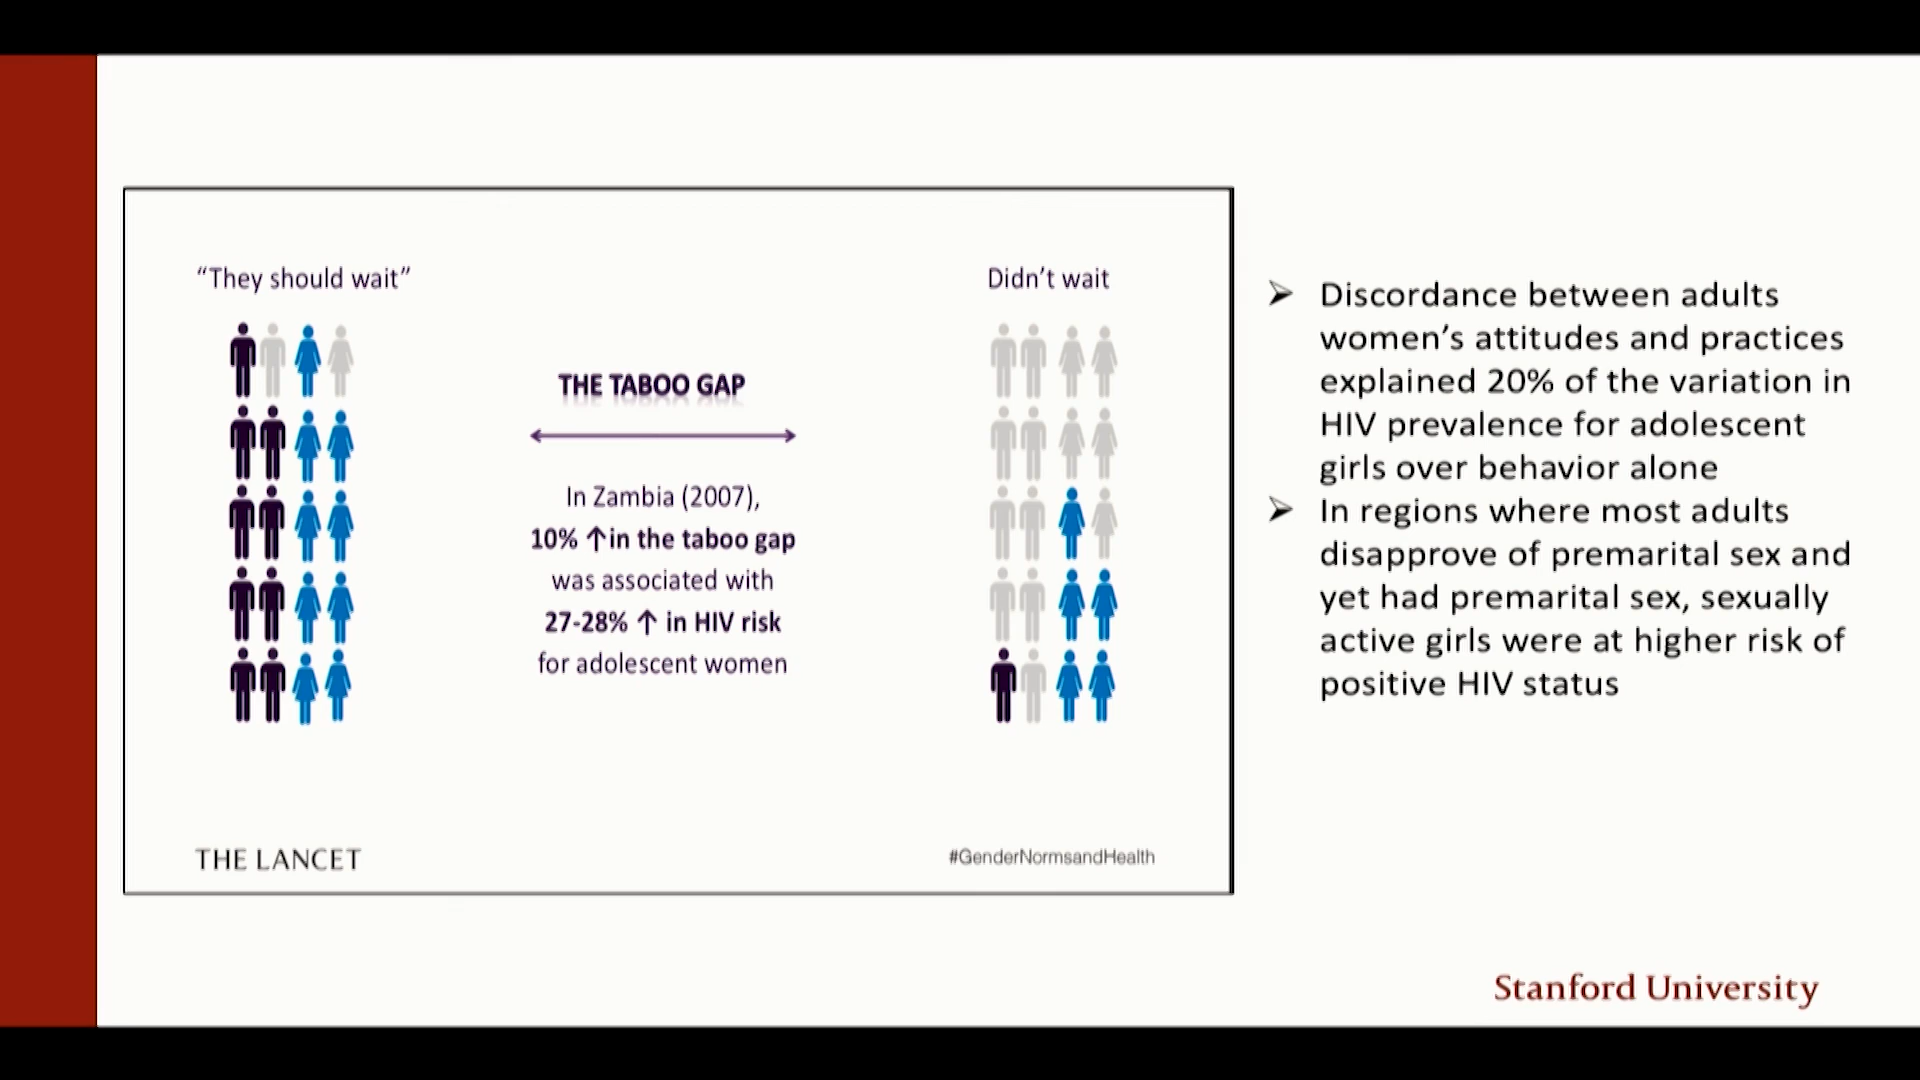 “They should wait”
Didn’t wait
THE TABOO GAP
In Zambia (2007),
10% ↑in the taboo gap
was associated with
27-28% ↑ in HIV risk
for adolescent women
THE LANCET
#GenderNormsandHealth
➢ Discordance between adults
women’s attitudes and practices
explained 20% of the variation in
HIV prevalence for adolescent
girls over behavior alone
➢ In regions where most adults
disapprove of premarital sex and
yet had premarital sex, sexually
active girls were at higher risk of
positive HIV status
Stanford University